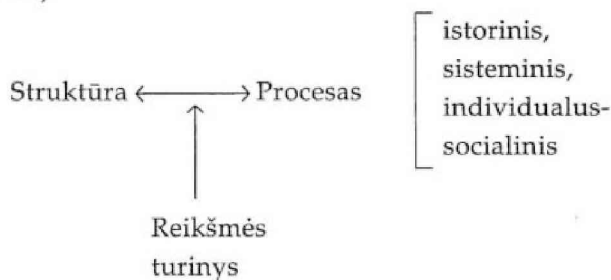 istorinis,
sisteminis,
Struktūra Procesas
individualus-
socialinis
Reikšmės
turinys